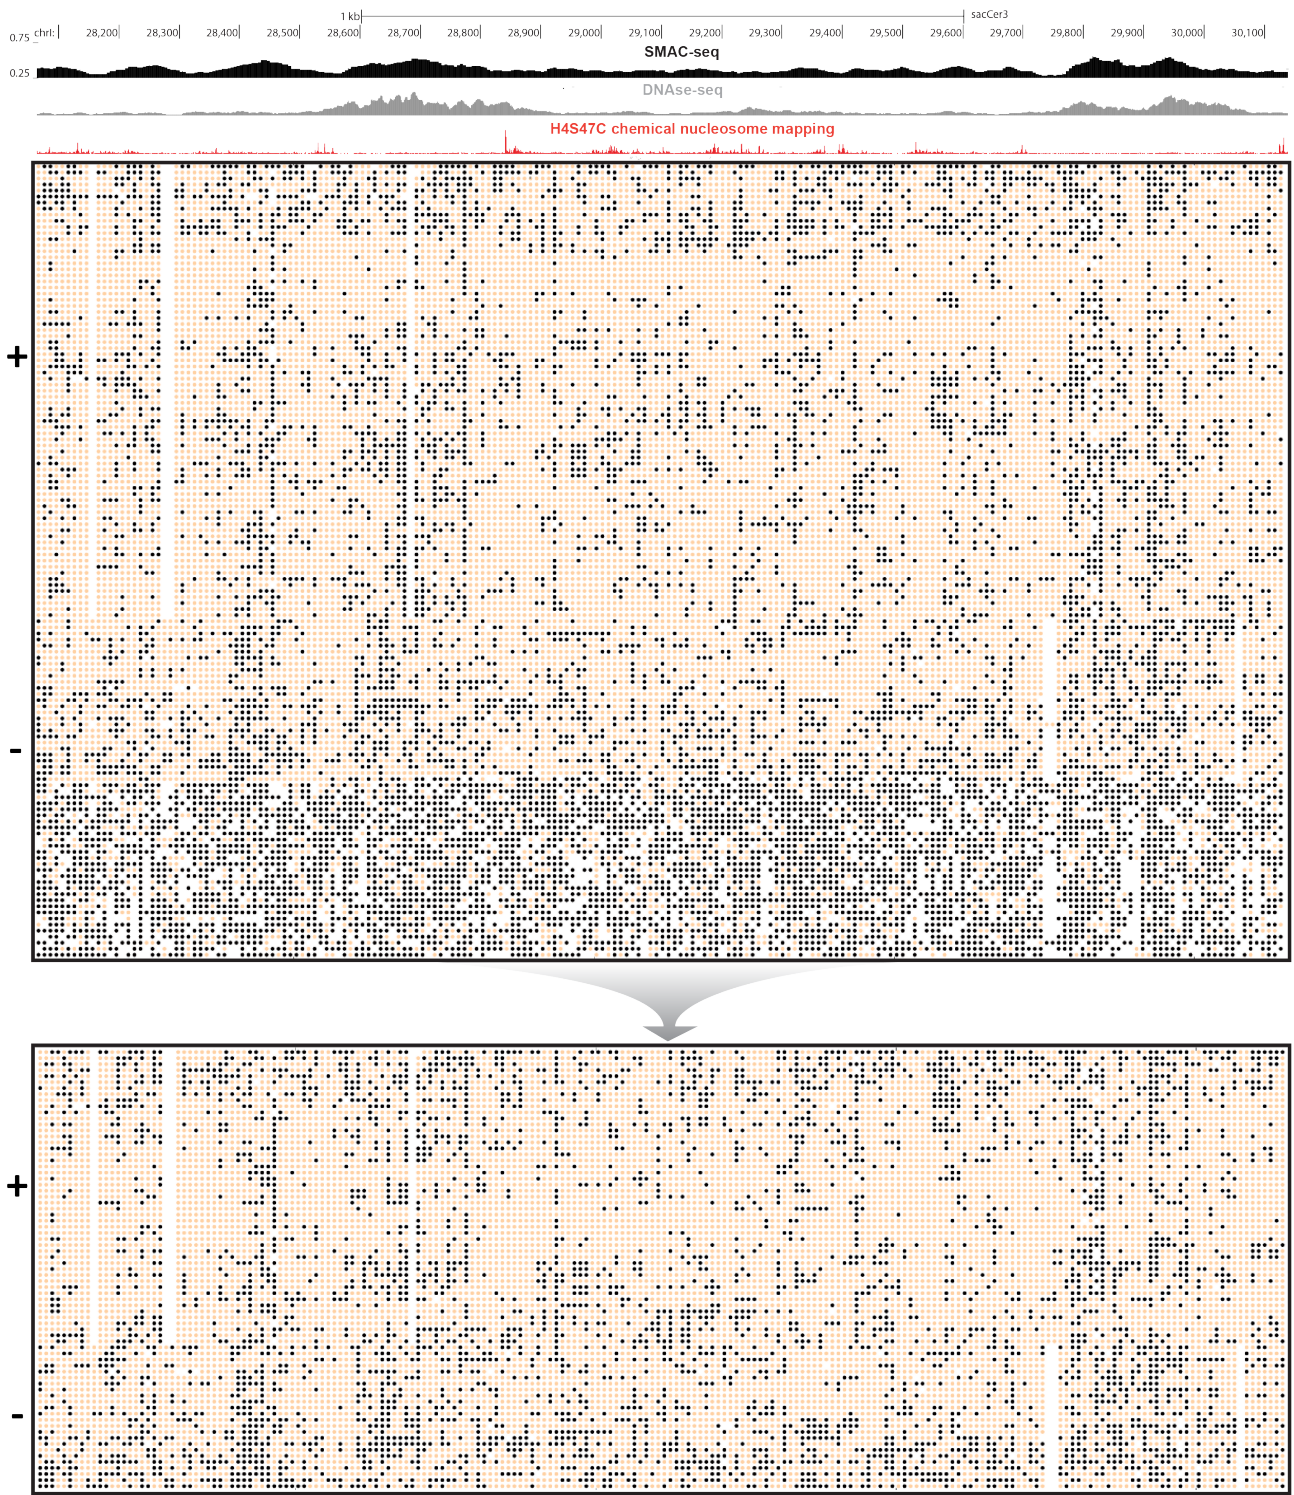 1 kb sacCer3
chrI: 28,200 28,300 28,400 28,500 28,600 28,700 28,800 28,900 29,000 29,100 29,200 29,300 29,400 29,500 29,600 29,700 29,800 29,900 30,000 30,100
0.75
SMAC-seq
0.25
DNAse-seq
H4S47C chemical nucleosome mapping
+
-
+
-